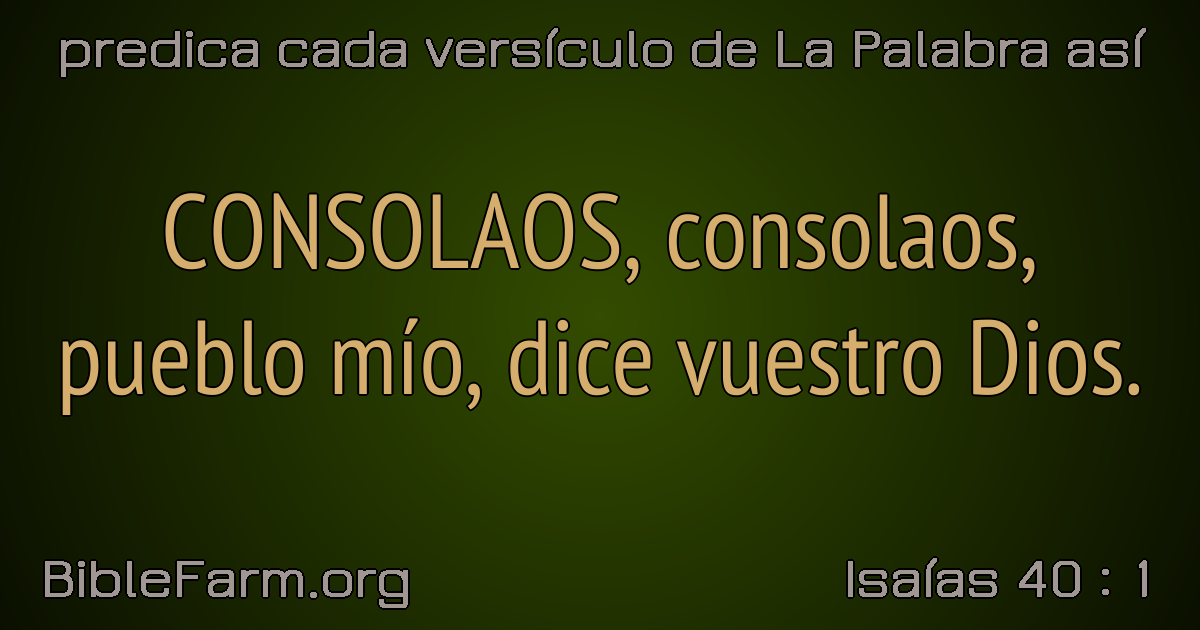 predica cada versículo de La Palabra así
CONSOLAOS, consolaos,
pueblo mío, dice vuestro Dios.
BibleFarm.org
Isaías 40 : 1